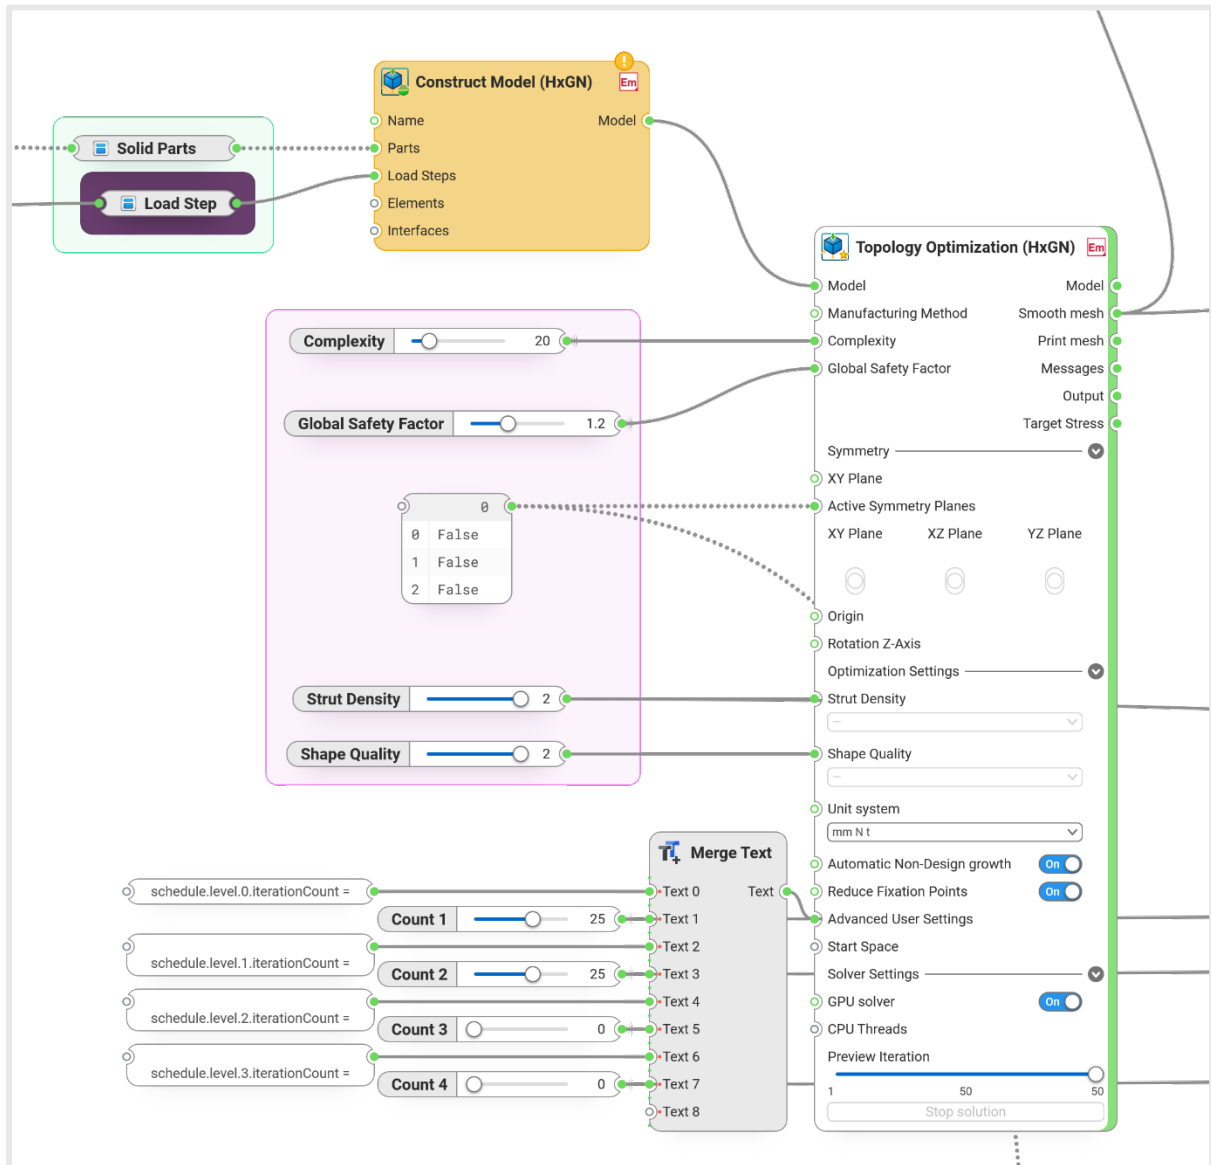 Construct Model (HxGN)
Em
Name
Model
Parts
Load Steps
Elements
Interfaces
Solid Parts
Load Step
Topology Optimization (HxGN)
Em
Model
Model
Manufacturing Method
Smooth mesh
Complexity
Print mesh
Global Safety Factor
Messages
Output
Target Stress
Symmetry
XY Plane
Active Symmetry Planes
XY Plane
XZ Plane
YZ Plane
Origin
Rotation Z-Axis
Optimization Settings
Strut Density
Shape Quality
Unit system
mm N t
Automatic Non-Design growth
On
Reduce Fixation Points
On
Advanced User Settings
Start Space
Solver Settings
GPU solver
On
CPU Threads
Preview Iteration
1
50
50
Stop solution
Complexity
20
Global Safety Factor
1.2
0
0 False
1 False
2 False
Strut Density
2
Shape Quality
2
Merge Text
Text 0
Text
Text 1
Text 2
Text 3
Text 4
Text 5
Text 6
Text 7
Text 8
schedule.level.0.iterationCount =
Count 1
25
schedule.level.1.iterationCount =
Count 2
25
schedule.level.2.iterationCount =
Count 3
0
schedule.level.3.iterationCount =
Count 4
0